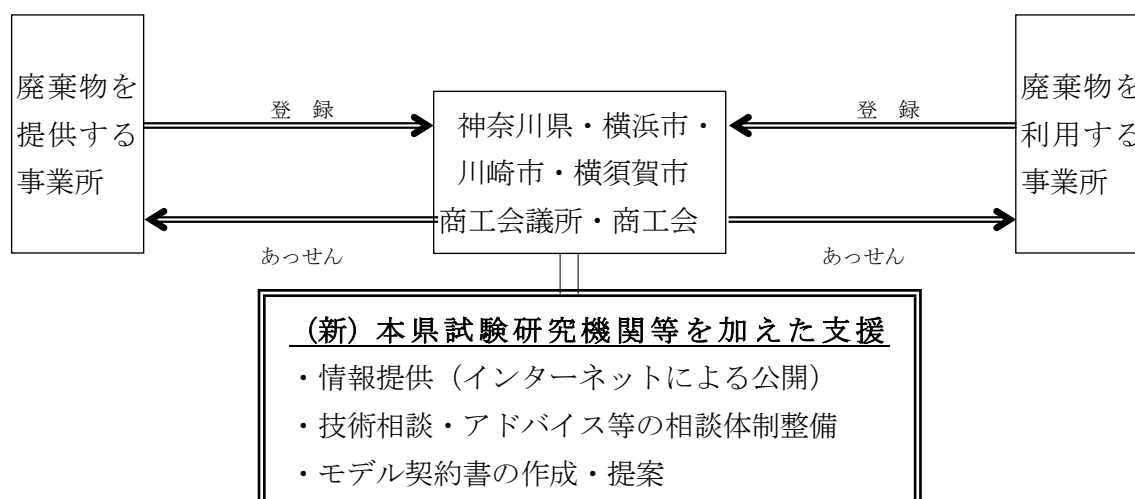 廃棄物を
提供する
事業所
登 録
あっせん
神奈川県・横浜市・
川崎市・横須賀市
商工会議所・商工会
登 録
あっせん
廃棄物を
利用する
事業所
(新) 本県試験研究機関等を加えた支援
・情報提供（インターネットによる公開）
・技術相談・アドバイス等の相談体制整備
・モデル契約書の作成・提案